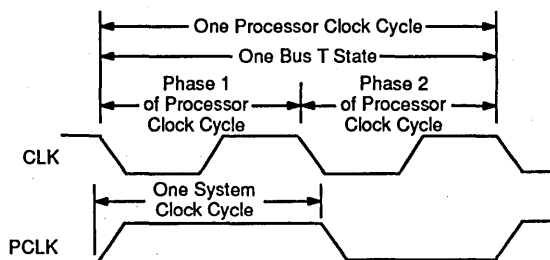 One Processor Clock Cycle
One Bus T State
Phase 1
of Processor
Clock Cycle
Phase 2
of Processor
Clock Cycle
CLK
One System
Clock Cycle
PCLK